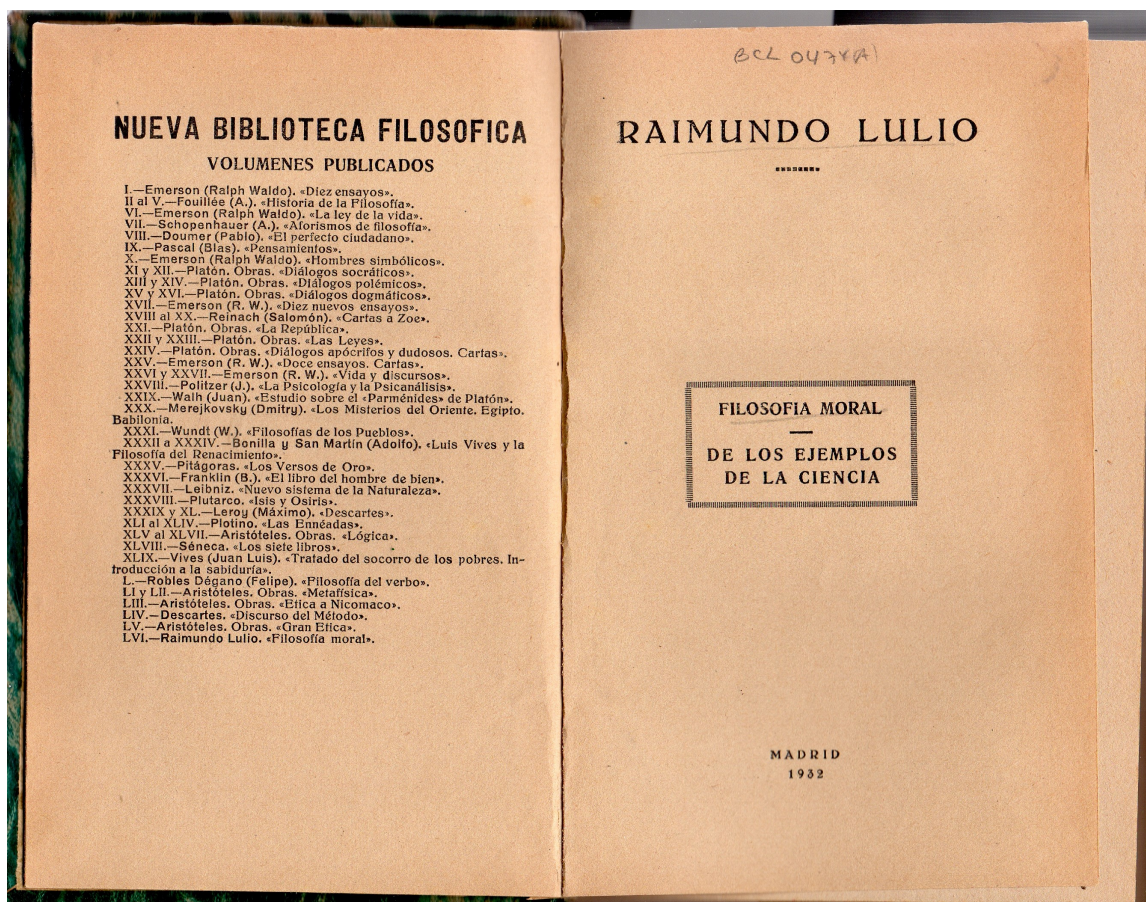 NUEVA BIBLIOTECA FILOSOFICA
VOLUMENES PUBLICADOS
I.—Emerson (Ralph Waldo). «Diez ensayos».
II al V.—Fouillée (A.). «Historia de la Filosofía».
VI.—Emerson (Ralph Waldo). «La ley de la vida».
VII.—Schopenhauer (A.). «Aforismos de filosofía».
VIII.—Doumer (Pablo). «El perfecto ciudadano».
IX.—Pascal (Blas). «Pensamientos».
X.—Emerson (Ralph Waldo). «Hombres simbólicos».
XI y XII.—Platón. Obras. «Diálogos socráticos».
XIII y XIV.—Platón. Obras. «Diálogos polémicos».
XV y XVI.—Platón. Obras. «Diálogos dogmáticos».
XVII.—Emerson (R. W.). «Diez nuevos ensayos».
XVIII al XX.—Reinach (Salomón). «Cartas a Zoe».
XXI.—Platón. Obras. «La República».
XXII y XXIII.—Platón. Obras. «Las Leyes».
XXIV.—Platón. Obras. «Diálogos apócrifos y dudosos. Cartas».
XXV.—Emerson (R. W.). «Doce ensayos. Cartas».
XXVI y XXVII.—Emerson (R. W.). «Vida y discursos».
XXVIII.—Politzer (J.). «La Psicología y la Psicanálisis».
XXIX.—Walh (Juan). «Estudio sobre el «Parménides» de Platón».
XXX.—Merejkovsky (Dmitry). «Los Misterios del Oriente. Egipto.
Babilonia.
XXXI.—Wundt (W.). «Filosofías de los Pueblos».
XXXII a XXXIV.—Bonilla y San Martín (Adolfo). «Luis Vives y la
Filosofía del Renacimiento».
XXXV.—Pitágoras. «Los Versos de Oro».
XXXVI.—Franklin (B.). «El libro del hombre de bien».
XXXVII.—Leibniz. «Nuevo sistema de la Naturaleza».
XXXVIII.—Plutarco. «Isis y Osiris».
XXXIX y XL.—Leroy (Máximo). «Descartes».
XLI al XLIV.—Plotino. «Las Ennéadas».
XLV al XLVII.—Aristóteles. Obras. «Lógica».
XLVIII.—Séneca. «Los siete libros».
XLIX.—Vives (Juan Luis). «Tratado del socorro de los pobres. In-
troducción a la sabiduría».
L.—Robles Dégano (Felipe). «Filosofía del verbo».
LI y LII.—Aristóteles. Obras. «Metafísica».
LIII.—Aristóteles. Obras. «Etica a Nicomaco».
LIV.—Descartes. «Discurso del Método».
LV.—Aristóteles. Obras. «Gran Etica».
LVI.—Raimundo Lulio. «Filosofía moral».
RAIMUNDO LULIO
FILOSOFIA MORAL
DE LOS EJEMPLOS
DE LA CIENCIA
MADRID
1932